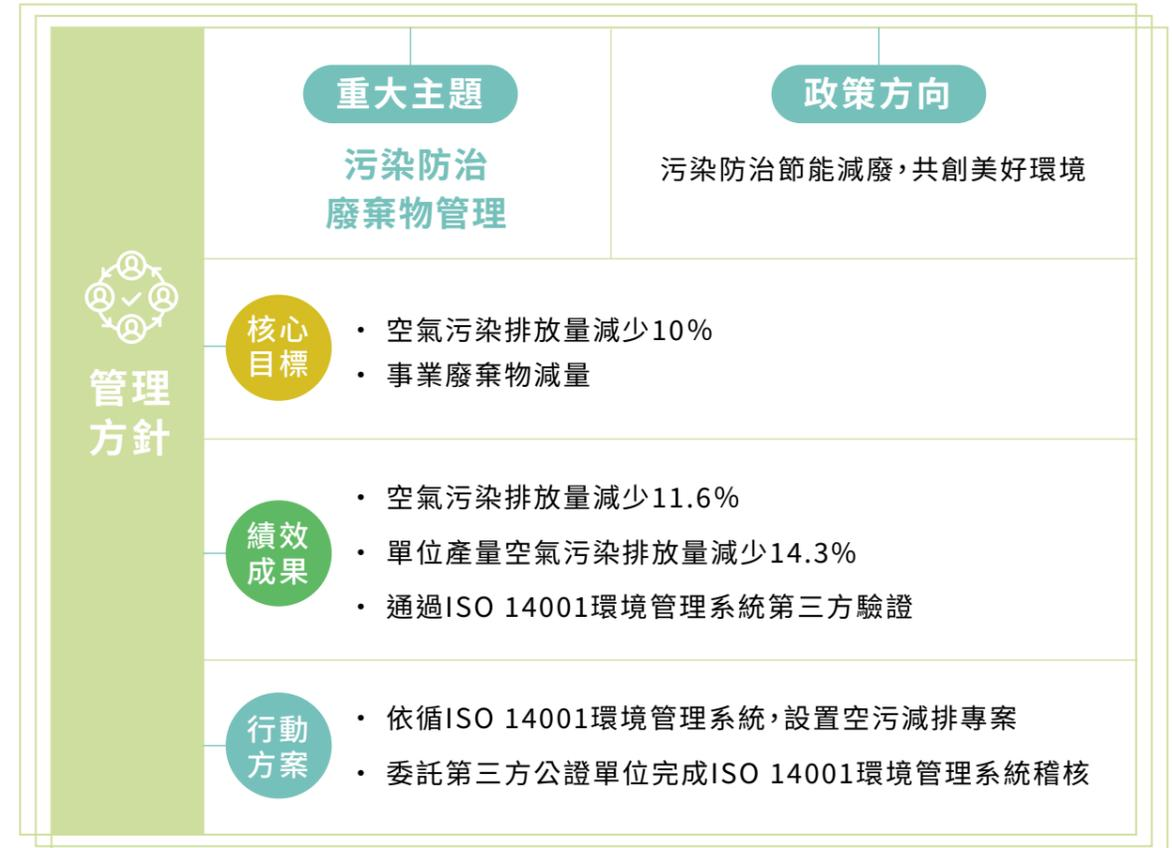 管理
方針
重大主題
污染防治
廢棄物管理
政策方向
污染防治節能減廢，共創美好環境
核心
目標
• 空氣污染排放量減少10%
• 事業廢棄物減量
績效
成果
• 空氣污染排放量減少11.6%
• 單位產量空氣污染排放量減少14.3%
• 通過ISO 14001環境管理系統第三方驗證
行動
方案
• 依循ISO 14001環境管理系統，設置空污減排專案
• 委託第三方公證單位完成ISO 14001環境管理系統稽核